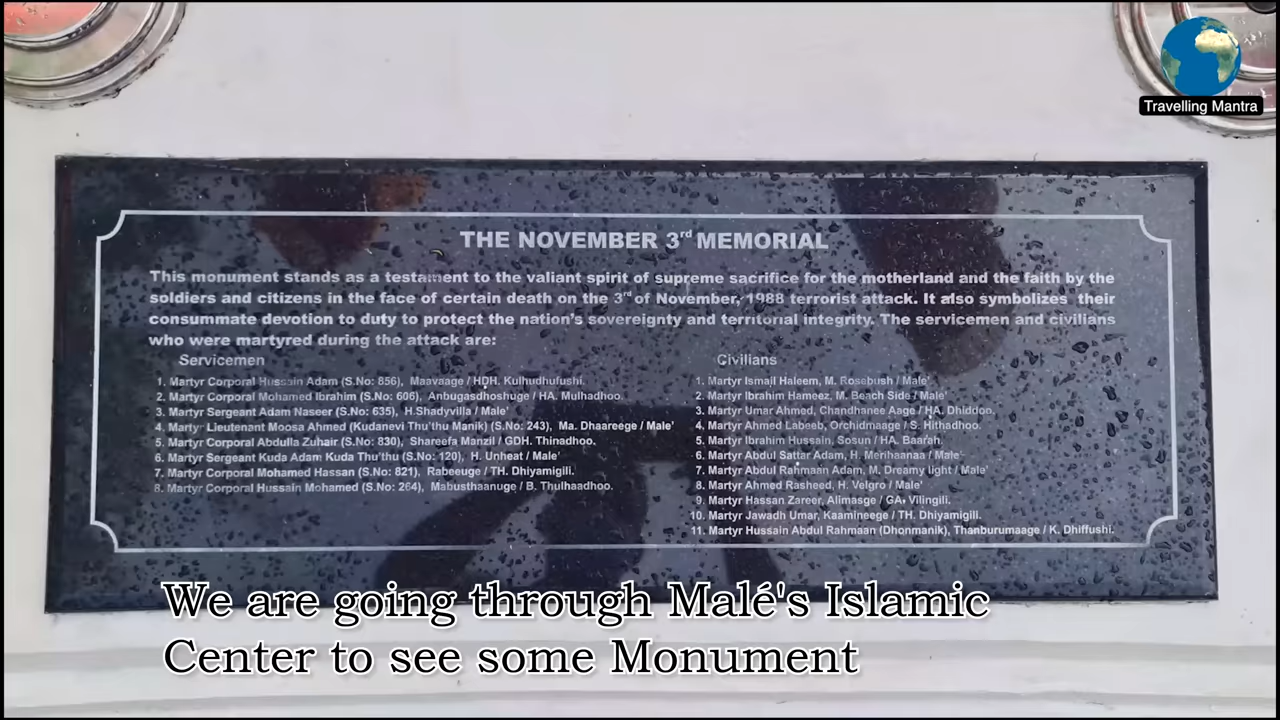 Travelling Mantra
THE NOVEMBER 3rd MEMORIAL
This monument stands as a testament to the valiant spirit of supreme sacrifice for the motherland and the faith by the
soldiers and citizens in the face of certain death on the 3rd of November, 1988 terrorist attack. It also symbolizes their
consummate devotion to duty to protect the nation's sovereignty and territorial integrity. The servicemen and civilians
who were martyred during the attack are:
Servicemen
1. Martyr Corporal Hussain Adam (S.No: 856), Maavaage / HDH. Kulhudhufushi.
2. Martyr Corporal Mohamed Ibrahim (S.No: 606), Anbugasdhoshuge / HA. Mulhadhoo.
3. Martyr Sergeant Adam Naseer (S.No: 635), H.Shadyvilla / Male'
4. Martyr Lieutenant Moosa Ahmed (Kudanevi Thu'thu Manik) (S.No: 243), Ma. Dhaareege / Male'
5. Martyr Corporal Abdulla Zuhair (S.No: 830), Shareefa Manzil / GDH. Thinadhoo.
6. Martyr Sergeant Kuda Adam Kuda Thu'thu (S.No: 120), H. Unheat / Male'
7. Martyr Corporal Mohamed Hassan (S.No: 821), Rabeeuge / TH. Dhiyamigili.
8. Martyr Corporal Hussain Mohamed (S.No: 264), Mabusthaanuge / B. Thulhaadhoo.
Civilians
1. Martyr Ismail Haleem, M. Rosebush / Male'
2. Martyr Ibrahim Hameez, M. Beach Side / Male'
3. Martyr Umar Ahmed, Chandhanee Aage / HA. Dhiddoo.
4. Martyr Ahmed Labeeb, Orchidmaage / S. Hithadhoo.
5. Martyr Ibrahim Hussain, Sosun / HA. Baarah.
6. Martyr Abdul Sattar Adam, H. Merihaanaa / Male'
7. Martyr Abdul Rahmaan Adam, M. Dreamy light / Male'
8. Martyr Ahmed Rasheed, H. Velgro / Male'
9. Martyr Hassan Zareer, Alimasge / GA. Vilingili.
10. Martyr Jawadh Umar, Kaamineege / TH. Dhiyamigili.
11. Martyr Hussain Abdul Rahmaan (Dhonmanik), Thanburumaage / K. Dhiffushi.
We are going through Malé's Islamic
Center to see some Monument